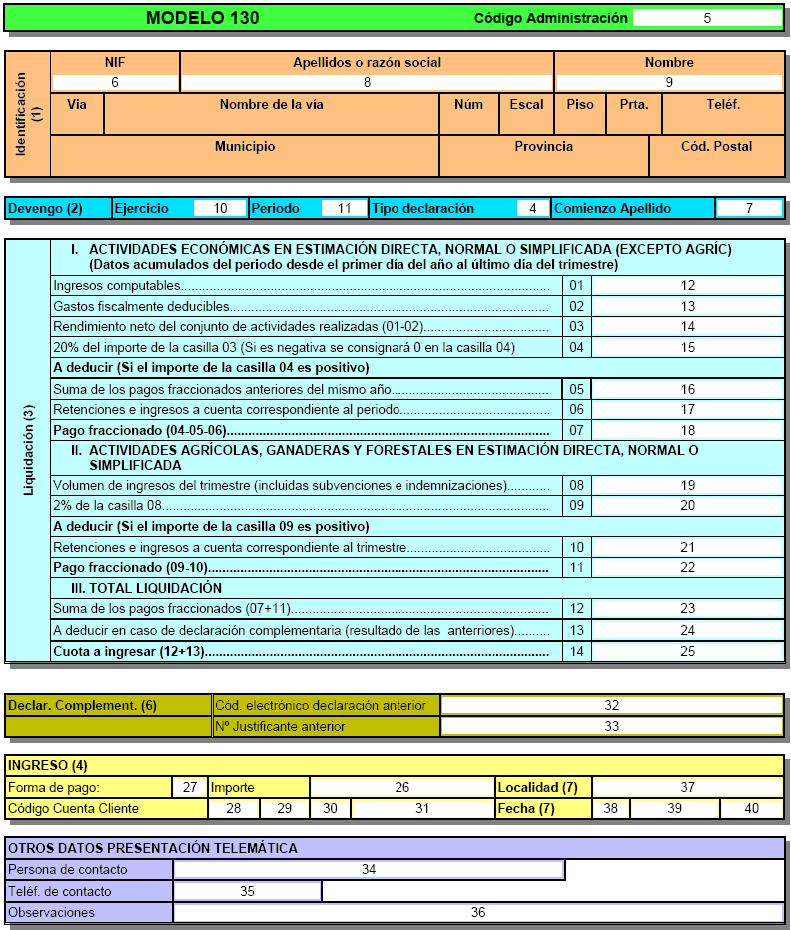 MODELO 130 Código Administración 5
Identificación (1)
NIF Apellidos o razón social Nombre
6 8 9
Via Nombre de la vía Núm Escal Piso Prta. Teléf.
Municipio Provincia Cód. Postal
Devengo (2) Ejercicio 10 Periodo 11 Tipo declaración 4 Comienzo Apellido 7
Liquidación (3)
I. ACTIVIDADES ECONÓMICAS EN ESTIMACIÓN DIRECTA, NORMAL O SIMPLIFICADA (EXCEPTO AGRÍC)
(Datos acumulados del periodo desde el primer día del año al último día del trimestre)
Ingresos computables 01 12
Gastos fiscalmente deducibles 02 13
Rendimiento neto del conjunto de actividades realizadas (01-02) 03 14
20% del importe de la casilla 03 (Si es negativa se consignará 0 en la casilla 04) 04 15
A deducir (Si el importe de la casilla 04 es positivo)
Suma de los pagos fraccionados anteriores del mismo año 05 16
Retenciones e ingresos a cuenta correspondiente al periodo 06 17
Pago fraccionado (04-05-06) 07 18
II. ACTIVIDADES AGRÍCOLAS, GANADERAS Y FORESTALES EN ESTIMACIÓN DIRECTA, NORMAL O
SIMPLIFICADA
Volumen de ingresos del trimestre (incluidas subvenciones e indemnizaciones) 08 19
2% de la casilla 08 09 20
A deducir (Si el importe de la casilla 09 es positivo)
Retenciones e ingresos a cuenta correspondiente al trimestre 10 21
Pago fraccionado (09-10) 11 22
III. TOTAL LIQUIDACIÓN
Suma de los pagos fraccionados (07+11) 12 23
A deducir en caso de declaración complementaria (resultado de las anterriores) 13 24
Cuota a ingresar (12+13) 14 25
Declar. Complement. (6) Cód. electrónico declaración anterior 32
Nº Justificante anterior 33
INGRESO (4)
Forma de pago: 27 Importe 26 Localidad (7) 37
Código Cuenta Cliente 28 29 30 31 Fecha (7) 38 39 40
OTROS DATOS PRESENTACIÓN TELEMÁTICA
Persona de contacto 34
Teléf. de contacto 35
Observaciones 36